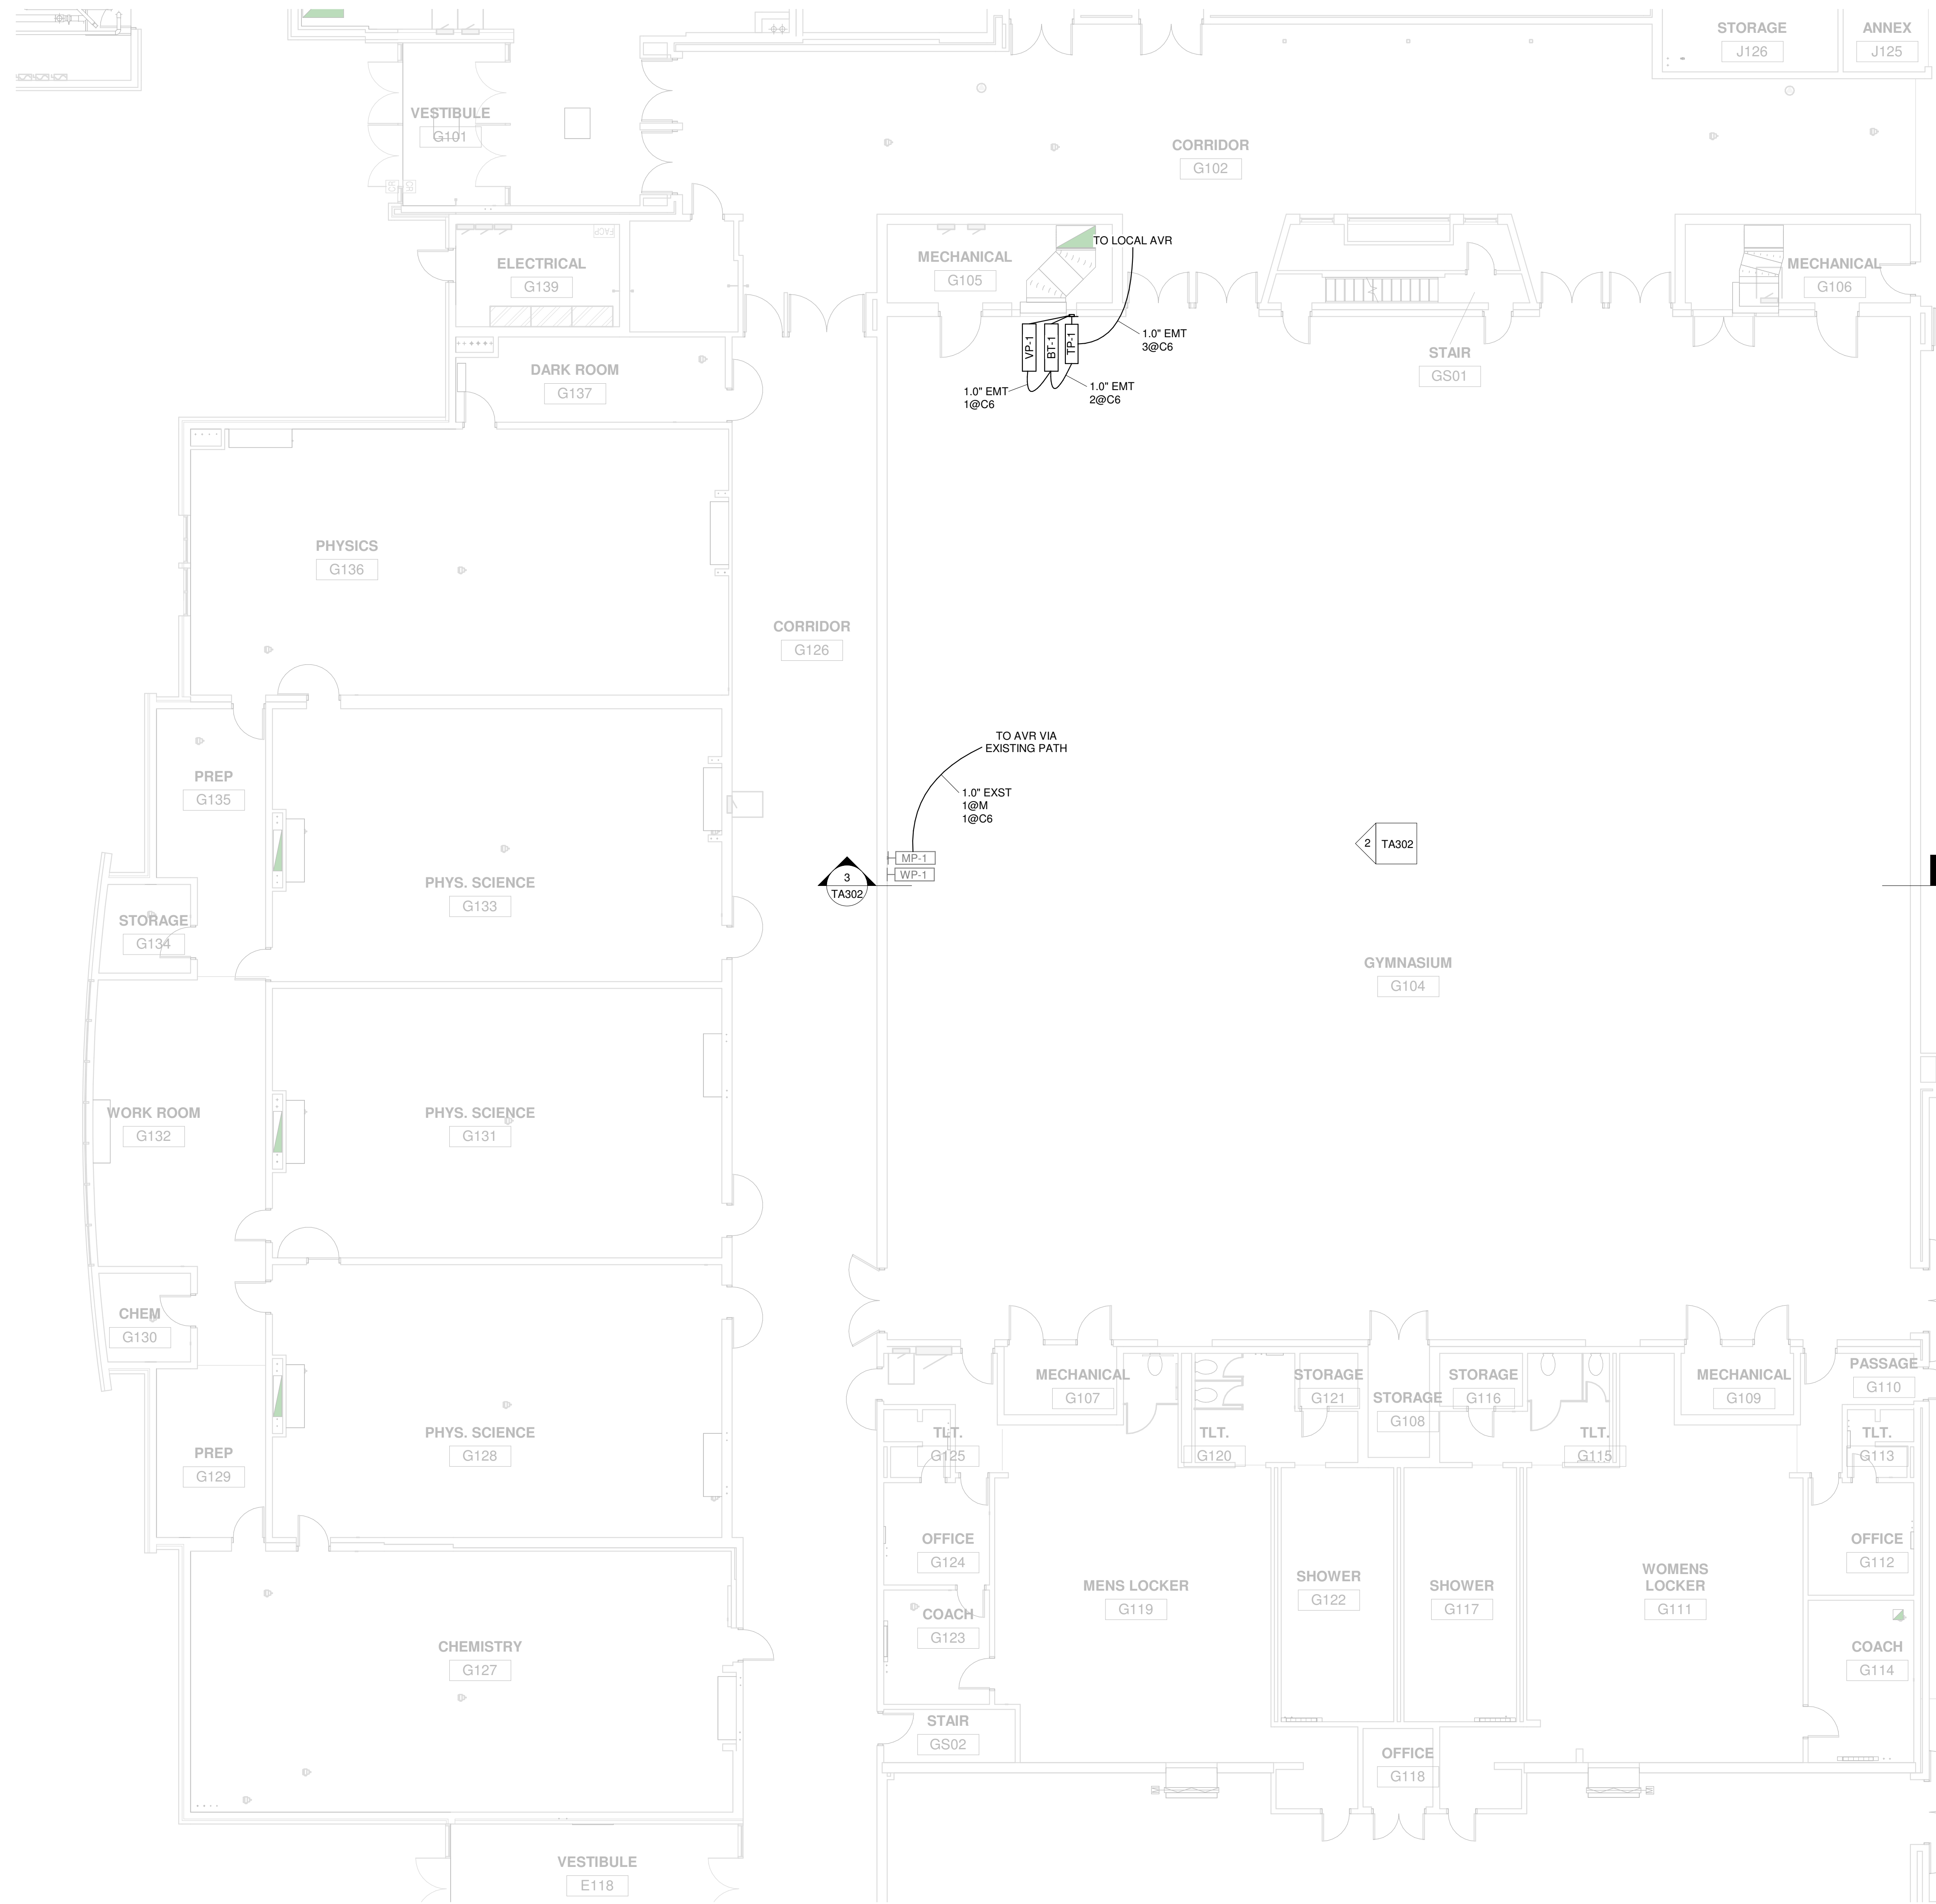 STORAGE
J126
ANNEX
J125
VESTIBULE
G101
CORRIDOR
G102
FACP
ELECTRICAL
G139
MECHANICAL
G105
TO LOCAL AVR
MECHANICAL
G106
VP-1
BT-1
TP-1
1.0" EMT
3@C6
STAIR
GS01
DARK ROOM
G137
1.0" EMT
1@C6
1.0" EMT
2@C6
PHYSICS
G136
CORRIDOR
G126
TO AVR VIA
EXISTING PATH
PREP
G135
1.0" EXST
1@M
1@C6
2
TA302
MP-1
WP-1
3
TA302
PHYS. SCIENCE
G133
STORAGE
G134
GYMNASIUM
G104
WORK ROOM
G132
PHYS. SCIENCE
G131
CHEM
G130
MECHANICAL
G107
STORAGE
G121
STORAGE
G108
STORAGE
G116
MECHANICAL
G109
PASSAGE
G110
PREP
G129
PHYS. SCIENCE
G128
TLT.
G125
TLT.
G120
TLT.
G115
TLT.
G113
OFFICE
G124
MENS LOCKER
G119
SHOWER
G122
SHOWER
G117
WOMENS
LOCKER
G111
OFFICE
G112
COACH
G123
CHEMISTRY
G127
COACH
G114
STAIR
GS02
OFFICE
G118
VESTIBULE
E118